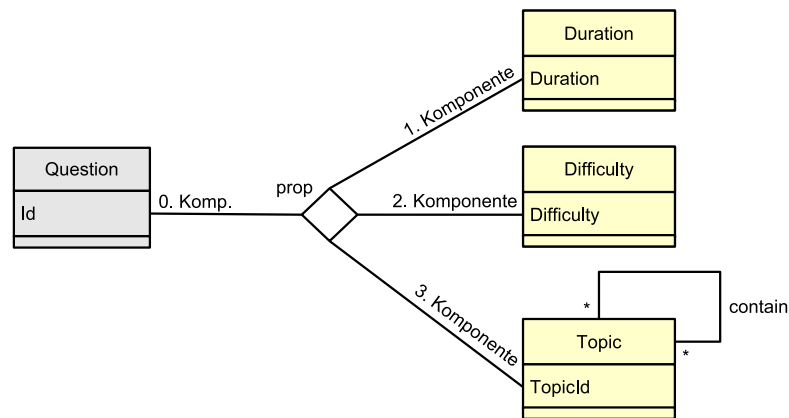 Duration
Duration
1. Komponente
Question
Id
0. Komp.
prop
2. Komponente
Difficulty
Difficulty
3. Komponente
*
contain
*
Topic
TopicId